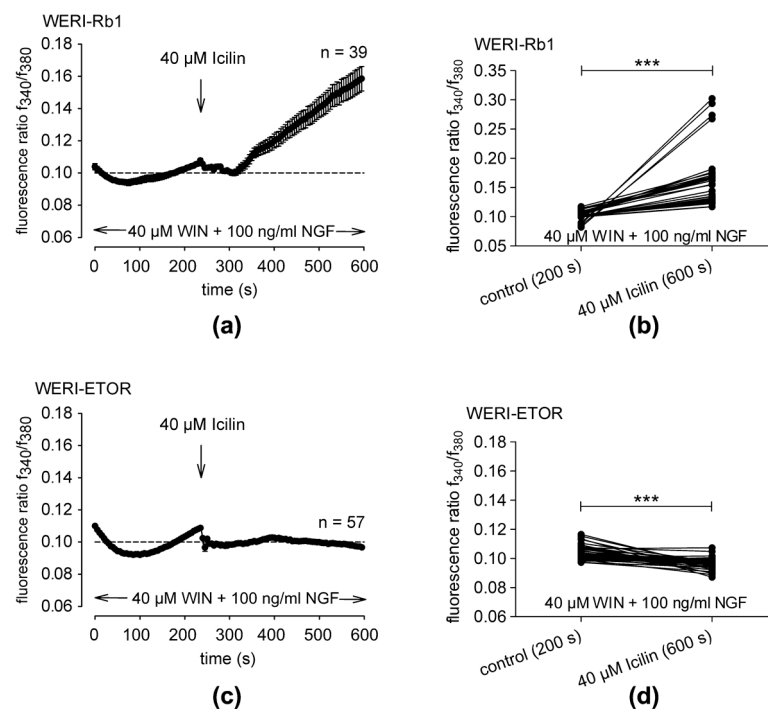 WERI-Rb1
fluorescence ratio f340/f380
0.18
0.16
0.14
0.12
0.10
0.08
0.06
40 µM Icilin
n = 39
40 µM WIN + 100 ng/ml NGF
0 100 200 300 400 500 600
time (s)
(a)
WERI-Rb1
fluorescence ratio f340/f380
0.35
0.30
0.25
0.20
0.15
0.10
0.05
***
40 µM WIN + 100 ng/ml NGF
control (200 s)
40 µM Icilin (600 s)
(b)
WERI-ETOR
fluorescence ratio f340/f380
0.18
0.16
0.14
0.12
0.10
0.08
0.06
40 µM Icilin
n = 57
40 µM WIN + 100 ng/ml NGF
0 100 200 300 400 500 600
time (s)
(c)
WERI-ETOR
fluorescence ratio f340/f380
0.18
0.16
0.14
0.12
0.10
0.08
0.06
***
40 µM WIN + 100 ng/ml NGF
control (200 s)
40 µM Icilin (600 s)
(d)